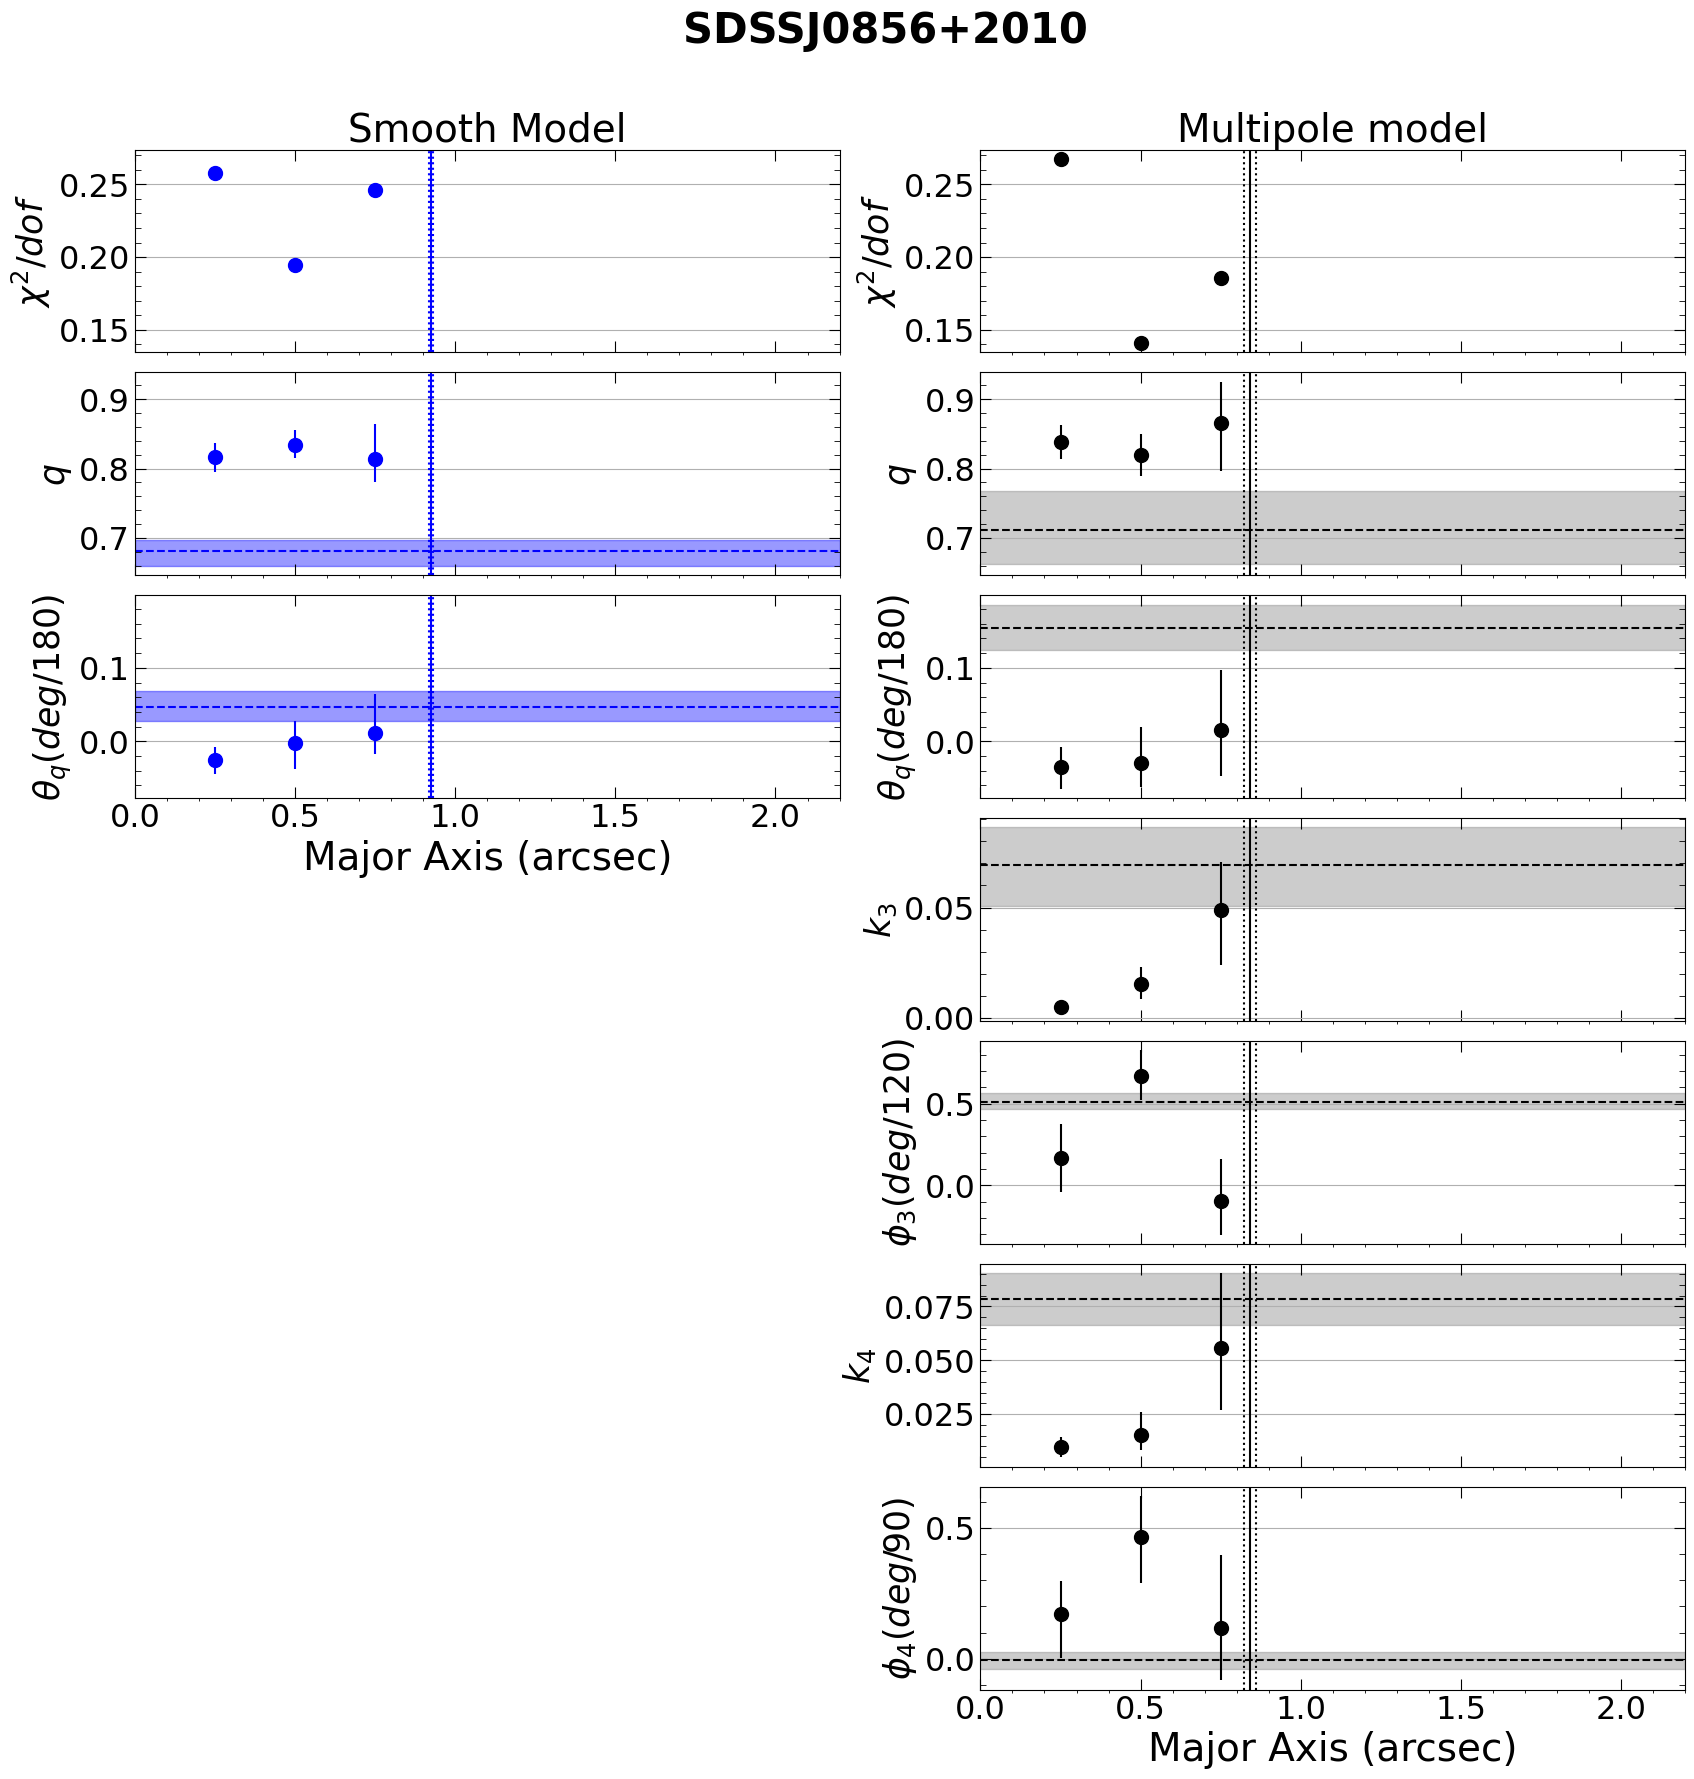 SDSSJ0856+2010
Smooth Model
χ²/dof
0.25
0.20
0.15
q
0.9
0.8
0.7
θ_q(deg/180)
0.1
0.0
0.0 0.5 1.0 1.5 2.0
Major Axis (arcsec)
Multipole model
χ²/dof
0.25
0.20
0.15
q
0.9
0.8
0.7
θ_q(deg/180)
0.1
0.0
k₃
0.05
0.00
ϕ₃(deg/120)
0.5
0.0
k₄
0.075
0.050
0.025
ϕ₄(deg/90)
0.5
0.0
0.0 0.5 1.0 1.5 2.0
Major Axis (arcsec)